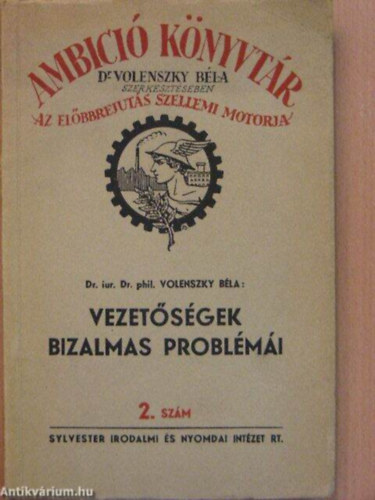 AMBICIÓ KÖNYVTÁR
Dr VOLENSZKY BÉLA
SZERKESZTÉSÉBEN
AZ ELŐBBREJUTÁS SZELLEMI MOTORJA
Dr. iur. Dr. phil. VOLENSZKY BÉLA:
VEZETŐSÉGEK
BIZALMAS PROBLÉMÁI
2. SZÁM
SYLVESTER IRODALMI ÉS NYOMDAI INTÉZET RT.
Antikvárium.hu